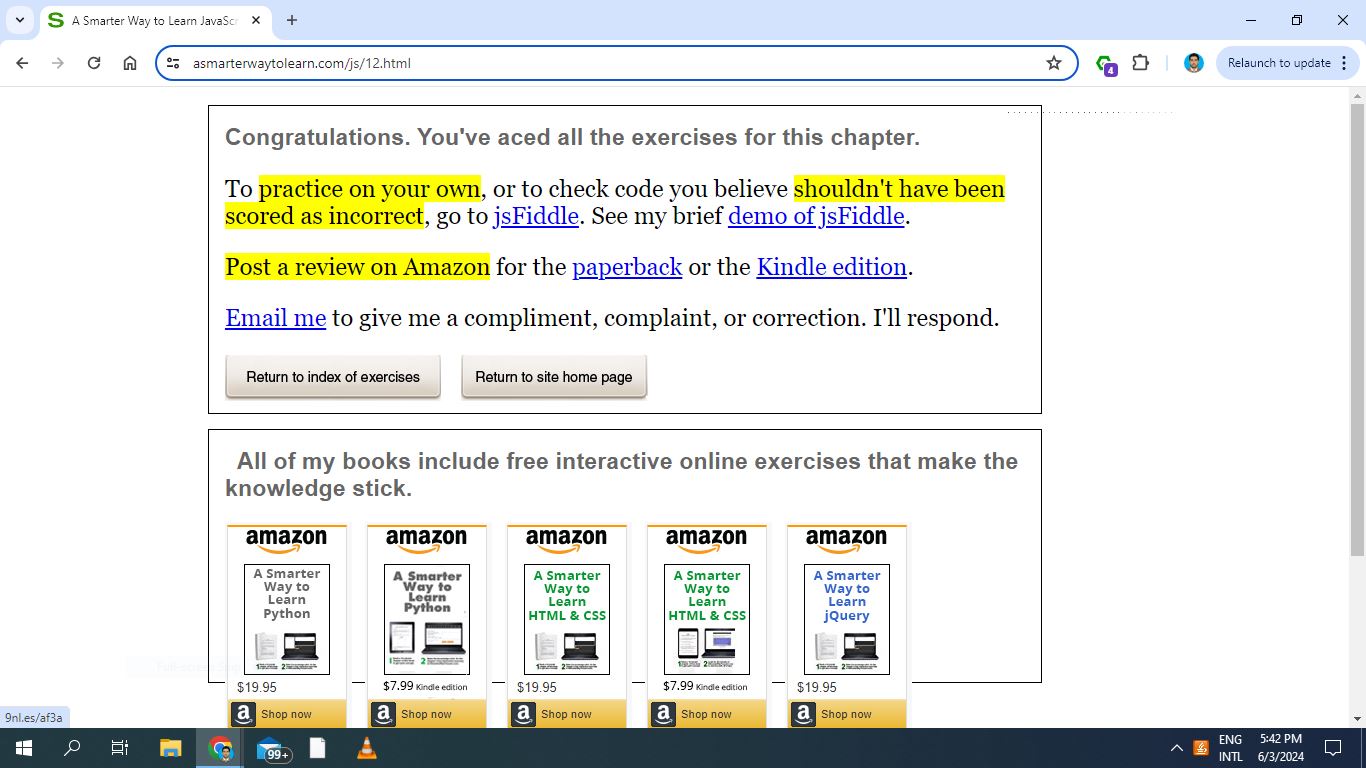 A Smarter Way to Learn JavaScr
asmarterwaytolearn.com/js/12.html
4
Relaunch to update
Congratulations. You've aced all the exercises for this chapter.
To practice on your own, or to check code you believe shouldn't have been
scored as incorrect, go to jsFiddle. See my brief demo of jsFiddle.
Post a review on Amazon for the paperback or the Kindle edition.
Email me to give me a compliment, complaint, or correction. I'll respond.
Return to index of exercises Return to site home page
All of my books include free interactive online exercises that make the
knowledge stick.
amazon amazon amazon amazon amazon
A Smarter A Smarter A Smarter A Smarter A Smarter
Way to Way to Way to Way to Way to
Learn Learn Learn Learn Learn
Python Python HTML & CSS HTML & CSS jQuery
$19.95 $7.99 Kindle edition $19.95 $7.99 Kindle edition $19.95
Shop now Shop now Shop now Shop now Shop now
9nl.es/af3a
99+
ENG 5:42 PM
INTL 6/3/2024